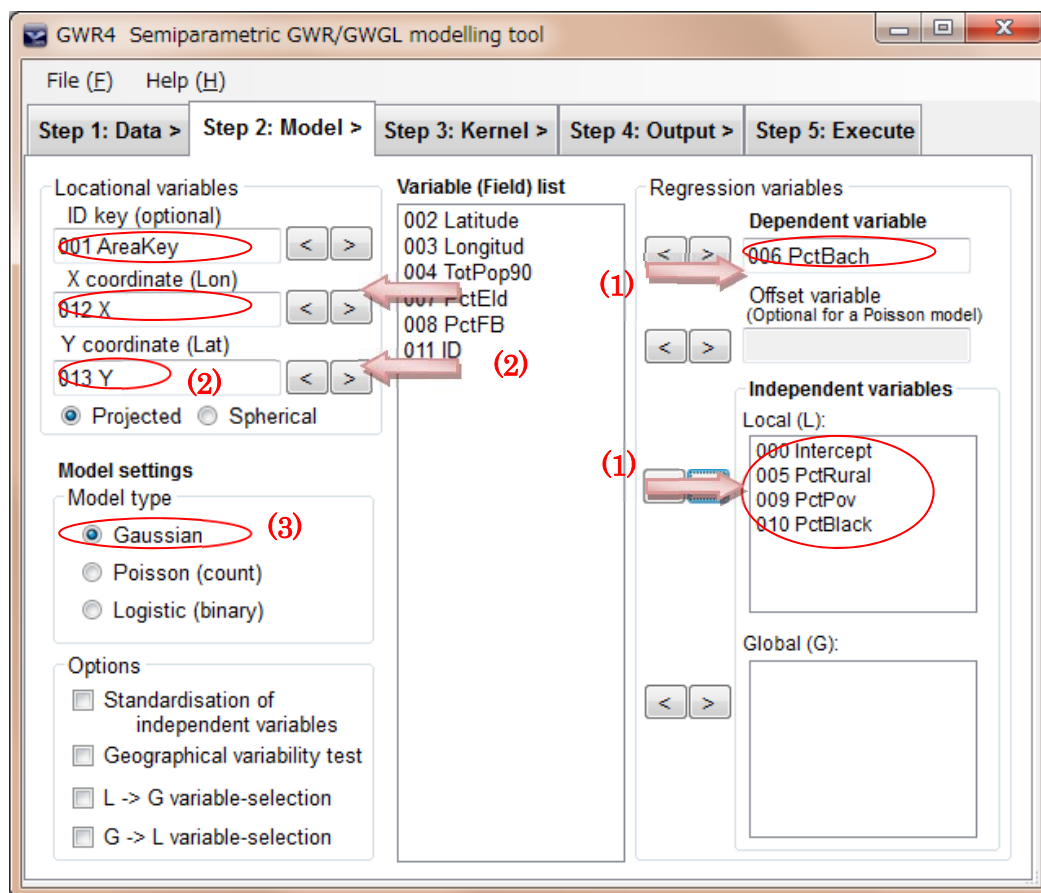 GWR4 Semiparametric GWR/GWGL modelling tool
File (F) Help (H)
Step 1: Data > Step 2: Model > Step 3: Kernel > Step 4: Output > Step 5: Execute
Locational variables
ID key (optional)
001 AreaKey
< >
X coordinate (Lon)
012 X
< >
Y coordinate (Lat)
013 Y
(2)
< >
Projected Spherical
Model settings
Model type
Gaussian
(3)
Poisson (count)
Logistic (binary)
Options
Standardisation of
independent variables
Geographical variability test
L -> G variable-selection
G -> L variable-selection
Variable (Field) list
002 Latitude
003 Longitud
004 TotPop90
007 PctEld
008 PctFB
011 ID
(2)
Regression variables
Dependent variable
< >
006 PctBach
(1)
Offset variable
(Optional for a Poisson model)
< >
Independent variables
Local (L):
(1)
000 Intercept
005 PctRural
009 PctPov
010 PctBlack
Global (G):
< >